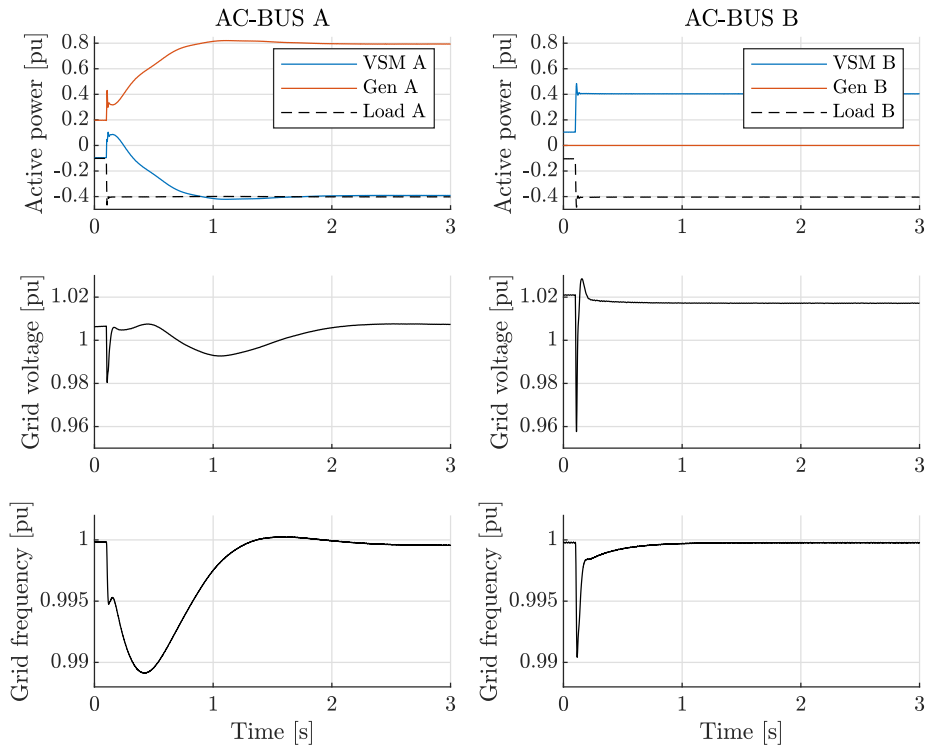 AC-BUS A
AC-BUS B
Active power [pu]
0.8
0.6
0.4
0.2
0
-0.2
-0.4
VSM A
Gen A
Load A
0 1 2 3
Active power [pu]
0.8
0.6
0.4
0.2
0
-0.2
-0.4
VSM B
Gen B
Load B
0 1 2 3
Grid voltage [pu]
1.02
1
0.98
0.96
0 1 2 3
Grid voltage [pu]
1.02
1
0.98
0.96
0 1 2 3
Grid frequency [pu]
1
0.995
0.99
0 1 2 3
Time [s]
Grid frequency [pu]
1
0.995
0.99
0 1 2 3
Time [s]